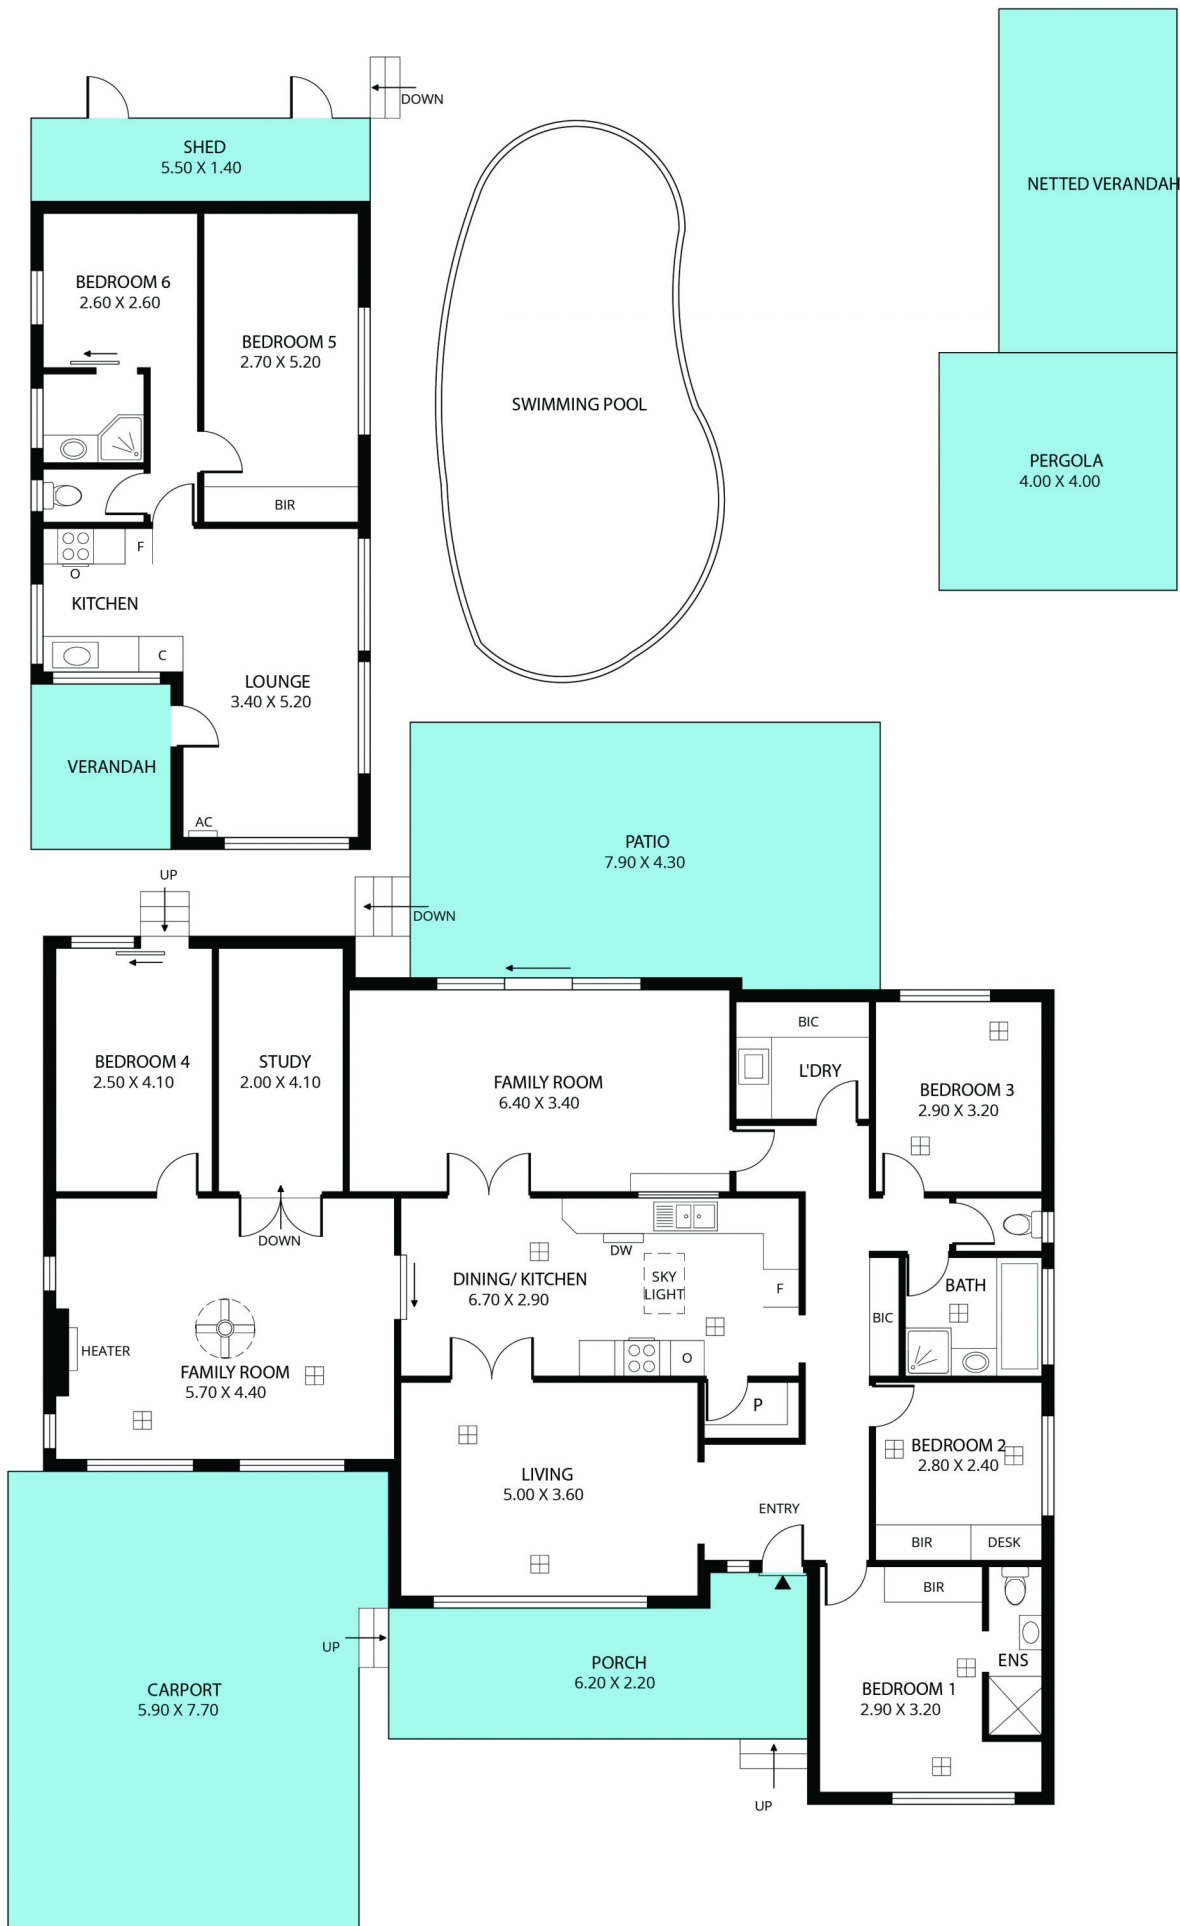 DOWN
SHED
5.50 X 1.40
NETTED VERANDAH
BEDROOM 6
2.60 X 2.60
BEDROOM 5
2.70 X 5.20
SWIMMING POOL
PERGOLA
4.00 X 4.00
BIR
F
O
KITCHEN
C
LOUNGE
3.40 X 5.20
VERANDAH
AC
PATIO
7.90 X 4.30
UP
DOWN
BIC
BEDROOM 4
2.50 X 4.10
STUDY
2.00 X 4.10
FAMILY ROOM
6.40 X 3.40
L'DRY
BEDROOM 3
2.90 X 3.20
DOWN
DW
DINING/ KITCHEN
6.70 X 2.90
SKY
LIGHT
F
BATH
BIC
HEATER
FAMILY ROOM
5.70 X 4.40
O
P
BEDROOM 2
2.80 X 2.40
LIVING
5.00 X 3.60
ENTRY
BIR
DESK
BIR
UP
PORCH
6.20 X 2.20
ENS
CARPORT
5.90 X 7.70
BEDROOM 1
2.90 X 3.20
UP